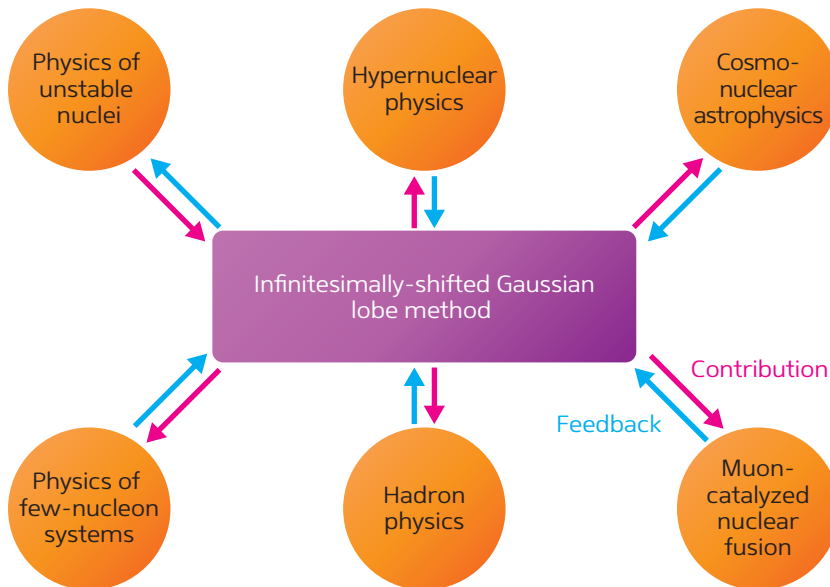 Physics of
unstable
nuclei
Hypernuclear
physics
Cosmo-
nuclear
astrophysics
Infinitesimally-shifted Gaussian
lobe method
Contribution
Feedback
Physics of
few-nucleon
systems
Hadron
physics
Muon-
catalyzed
nuclear
fusion